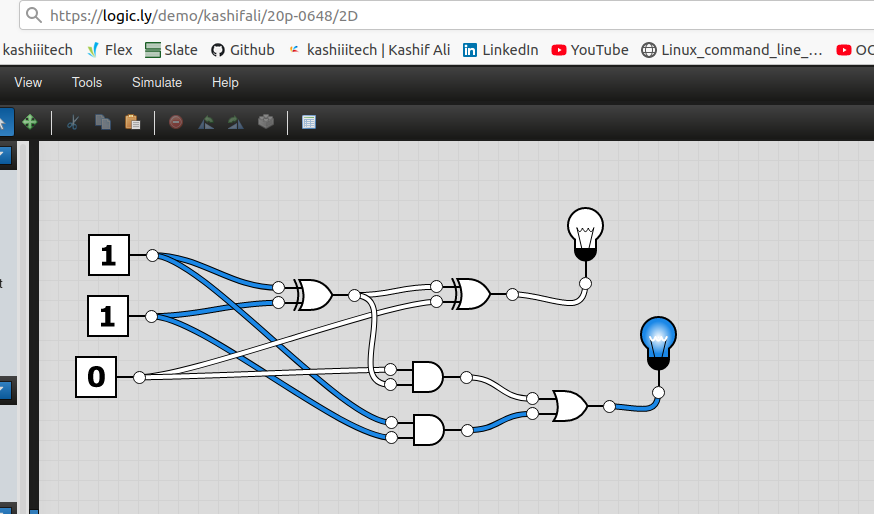 https://logic.ly/demo/kashifali/20p-0648/2D
kashiiitech Flex Slate Github kashiiitech | Kashif Ali LinkedIn YouTube Linux_command_line_... OC
View Tools Simulate Help
1
1
t
0